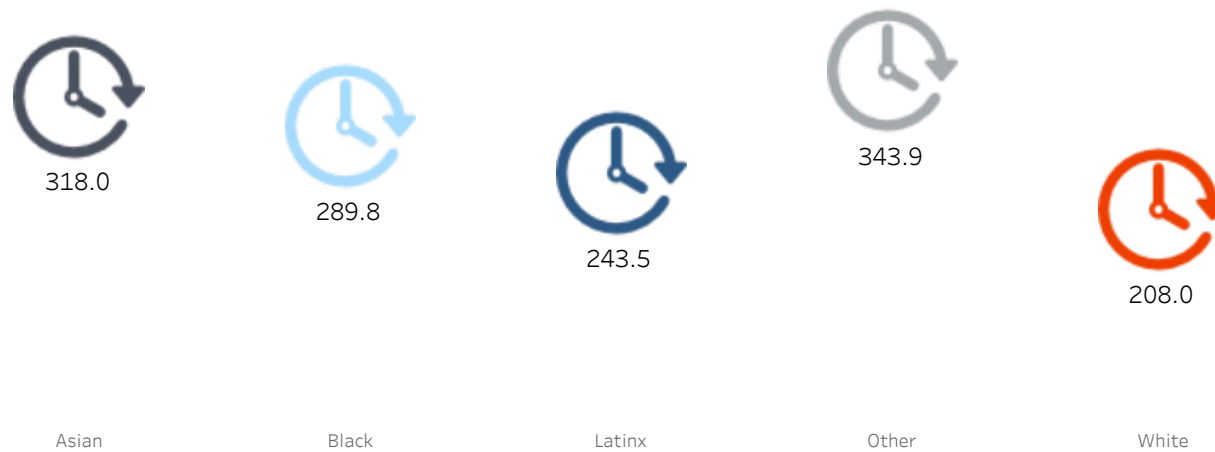 318.0
289.8
243.5
343.9
208.0
Asian
Black
Latinx
Other
White